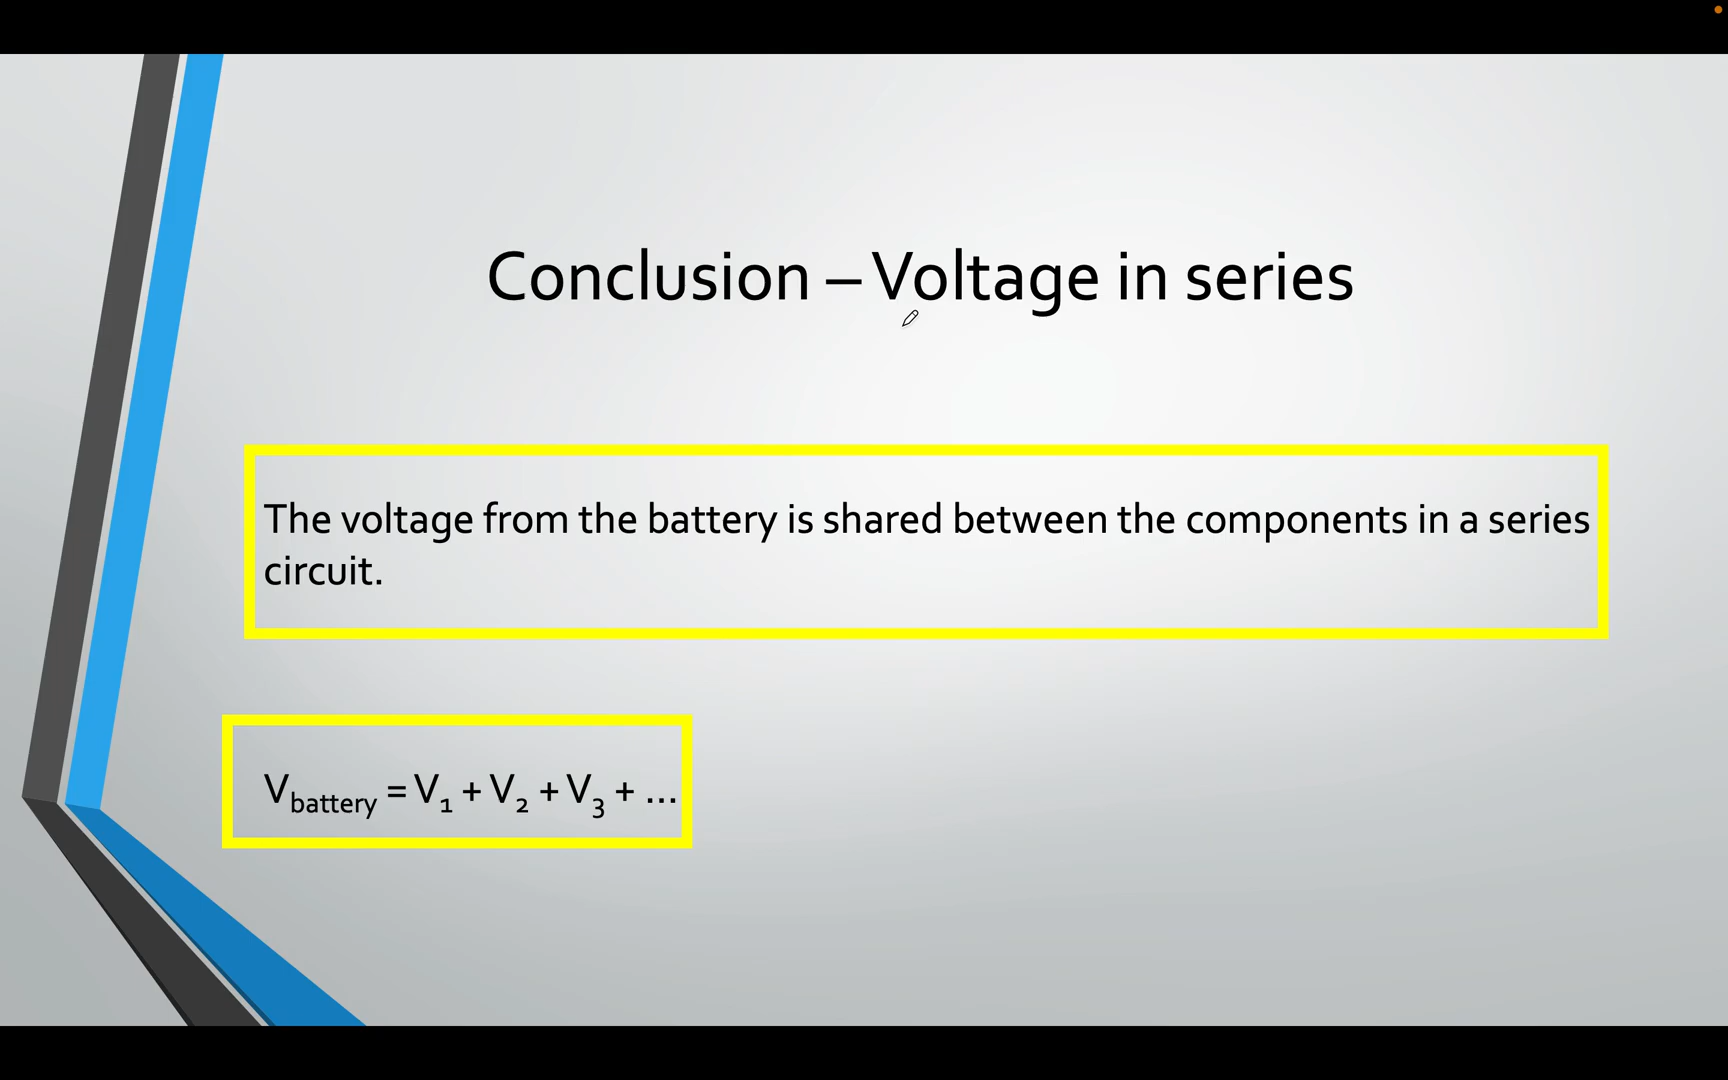 Conclusion – Voltage in series
The voltage from the battery is shared between the components in a series
circuit.
V₍battery₎ = V₁ + V₂ + V₃ + ...